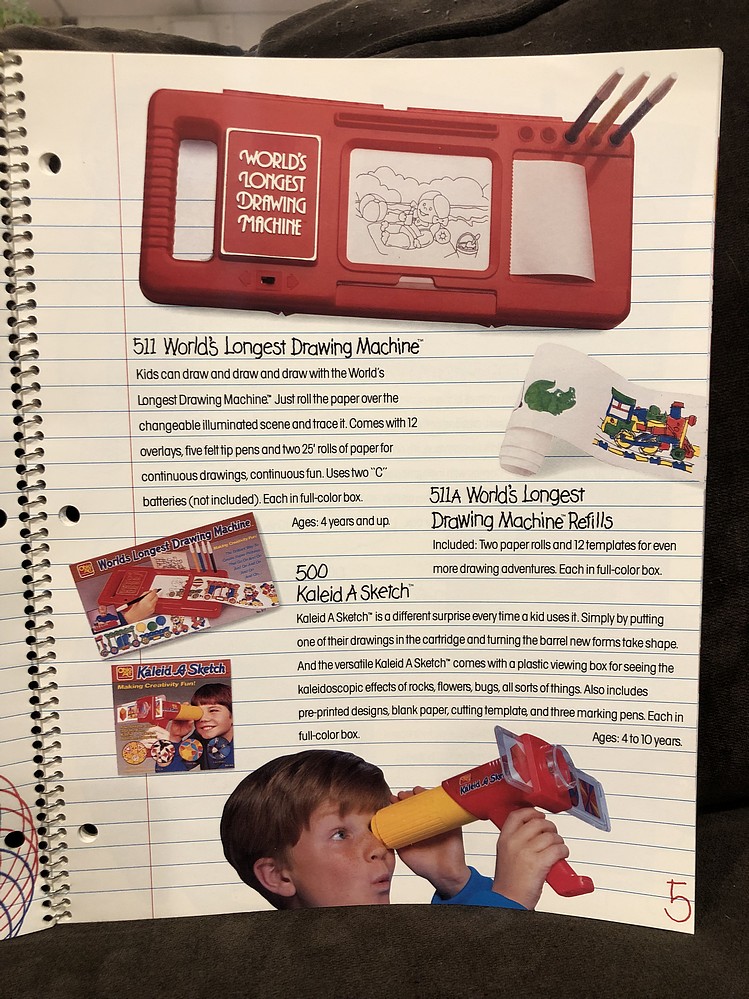 WORLD'S
LONGEST
DRAWING
MACHINE
511 World's Longest Drawing Machine™
Kids can draw and draw and draw with the World's
Longest Drawing Machine.™ Just roll the paper over the
changeable illuminated scene and trace it. Comes with 12
overlays, five felt tip pens and two 25' rolls of paper for
continuous drawings, continuous fun. Uses two "C"
batteries (not included). Each in full-color box.
Ages: 4 years and up.
511A World's Longest
Drawing Machine™ Refills
Included: Two paper rolls and 12 templates for even
more drawing adventures. Each in full-color box.
World's Longest Drawing Machine
Making Creativity Fun!
500
Kaleid A Sketch™
Kaleid A Sketch™ is a different surprise every time a kid uses it. Simply by putting
one of their drawings in the cartridge and turning the barrel new forms take shape.
And the versatile Kaleid A Sketch™ comes with a plastic viewing box for seeing the
kaleidoscopic effects of rocks, flowers, bugs, all sorts of things. Also includes
pre-printed designs, blank paper, cutting template, and three marking pens. Each in
full-color box.
Ages: 4 to 10 years.
Kaleid A Sketch
Making Creativity Fun!
Kaleid A Sketch
5